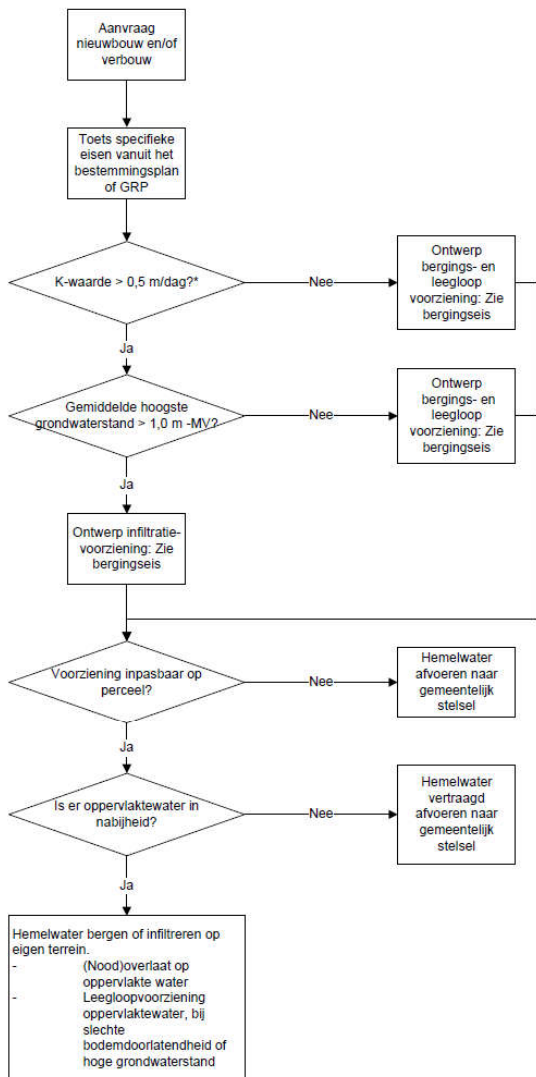 Aanvraag
nieuwbouw en/of
verbouw
Toets specifieke
eisen vanuit het
bestemmingsplan
of GRP
K-waarde > 0,5 m/dag?*
Nee
Ontwerp
bergings- en
leegloop
voorziening: Zie
bergingseis
Ja
Gemiddelde hoogste
grondwaterstand > 1,0 m -MV?
Nee
Ontwerp
bergings- en
leegloop
voorziening: Zie
bergingseis
Ja
Ontwerp infiltratie-
voorziening: Zie
bergingseis
Voorziening inpasbaar op
perceel?
Nee
Hemelwater
afvoeren naar
gemeentelijk
stelsel
Ja
Is er oppervlaktewater in
nabijheid?
Nee
Hemelwater
vertraagd
afvoeren naar
gemeentelijk
stelsel
Ja
Hemelwater bergen of infiltreren op
eigen terrein.
- (Nood)overlaat op
oppervlakte water
- Leegloopvoorziening
oppervlaktewater, bij
slechte
bodemdoorlatendheid of
hoge grondwaterstand